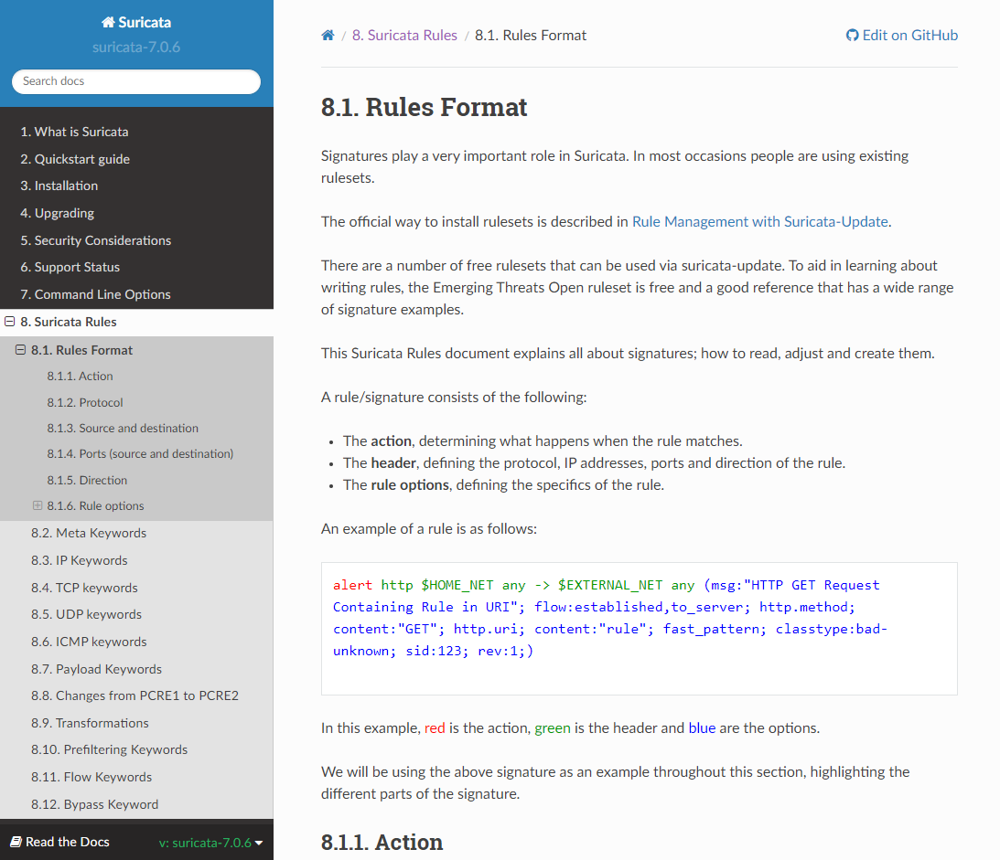 Suricata
suricata-7.0.6
Search docs
1. What is Suricata
2. Quickstart guide
3. Installation
4. Upgrading
5. Security Considerations
6. Support Status
7. Command Line Options
8. Suricata Rules
8.1. Rules Format
8.1.1. Action
8.1.2. Protocol
8.1.3. Source and destination
8.1.4. Ports (source and destination)
8.1.5. Direction
8.1.6. Rule options
8.2. Meta Keywords
8.3. IP Keywords
8.4. TCP keywords
8.5. UDP keywords
8.6. ICMP keywords
8.7. Payload Keywords
8.8. Changes from PCRE1 to PCRE2
8.9. Transformations
8.10. Prefiltering Keywords
8.11. Flow Keywords
8.12. Bypass Keyword
Read the Docs v: suricata-7.0.6
/ 8. Suricata Rules / 8.1. Rules Format Edit on GitHub
8.1. Rules Format
Signatures play a very important role in Suricata. In most occasions people are using existing
rulesets.
The official way to install rulesets is described in Rule Management with Suricata-Update.
There are a number of free rulesets that can be used via suricata-update. To aid in learning about
writing rules, the Emerging Threats Open ruleset is free and a good reference that has a wide range
of signature examples.
This Suricata Rules document explains all about signatures; how to read, adjust and create them.
A rule/signature consists of the following:
• The action, determining what happens when the rule matches.
• The header, defining the protocol, IP addresses, ports and direction of the rule.
• The rule options, defining the specifics of the rule.
An example of a rule is as follows:
alert http $HOME_NET any -> $EXTERNAL_NET any (msg:"HTTP GET Request
Containing Rule in URI"; flow:established,to_server; http.method;
content:"GET"; http.uri; content:"rule"; fast_pattern; classtype:bad-
unknown; sid:123; rev:1;)
In this example, red is the action, green is the header and blue are the options.
We will be using the above signature as an example throughout this section, highlighting the
different parts of the signature.
8.1.1. Action